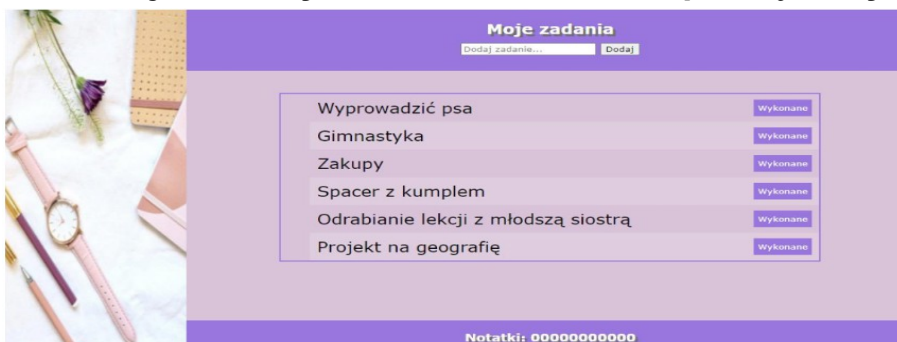 Moje zadania
Dodaj zadanie... Dodaj
Wyprowadzić psa Wykonane
Gimnastyka Wykonane
Zakupy Wykonane
Spacer z kumplem Wykonane
Odrabianie lekcji z młodszą siostrą Wykonane
Projekt na geografię Wykonane
Notatki: 00000000000